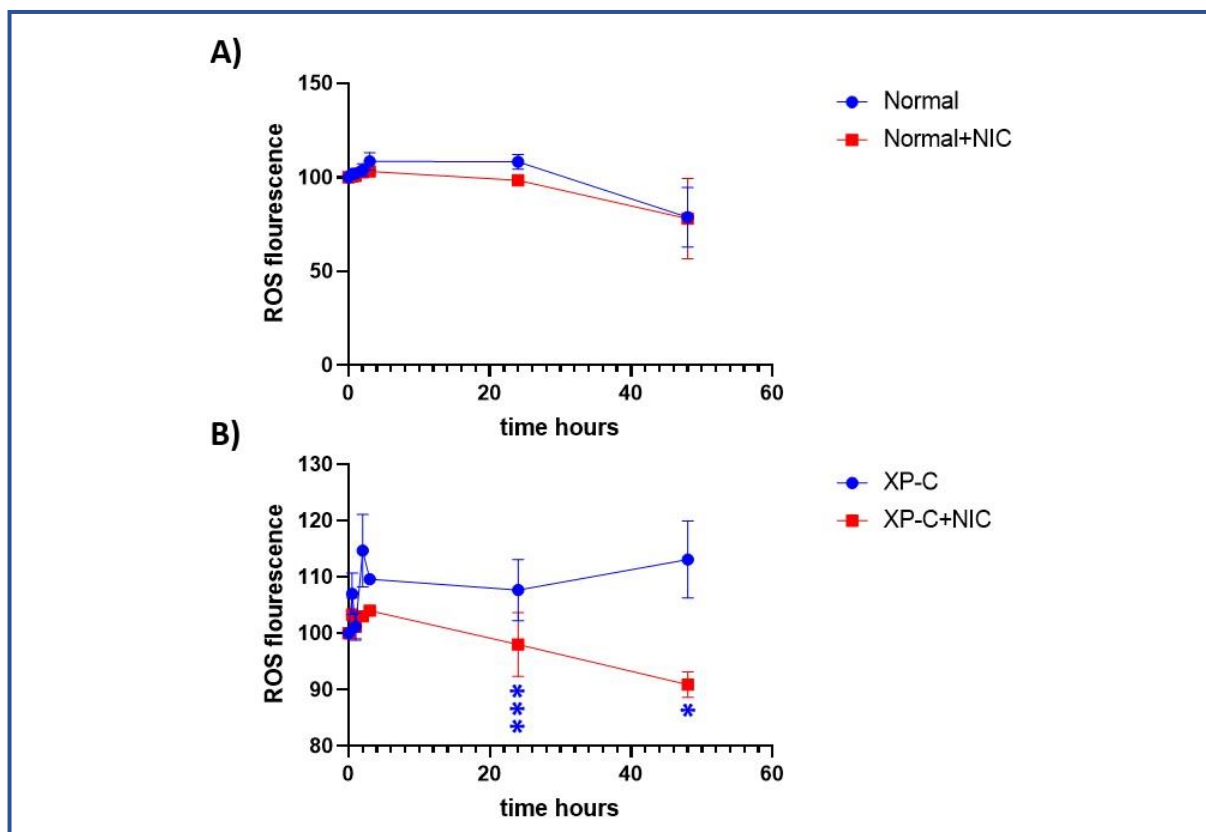 A)
150
100
50
0
ROS flourescence
0 20 40 60
time hours
Normal
Normal+NIC
B)
130
120
110
100
90
80
ROS flourescence
***
*
0 20 40 60
time hours
XP-C
XP-C+NIC